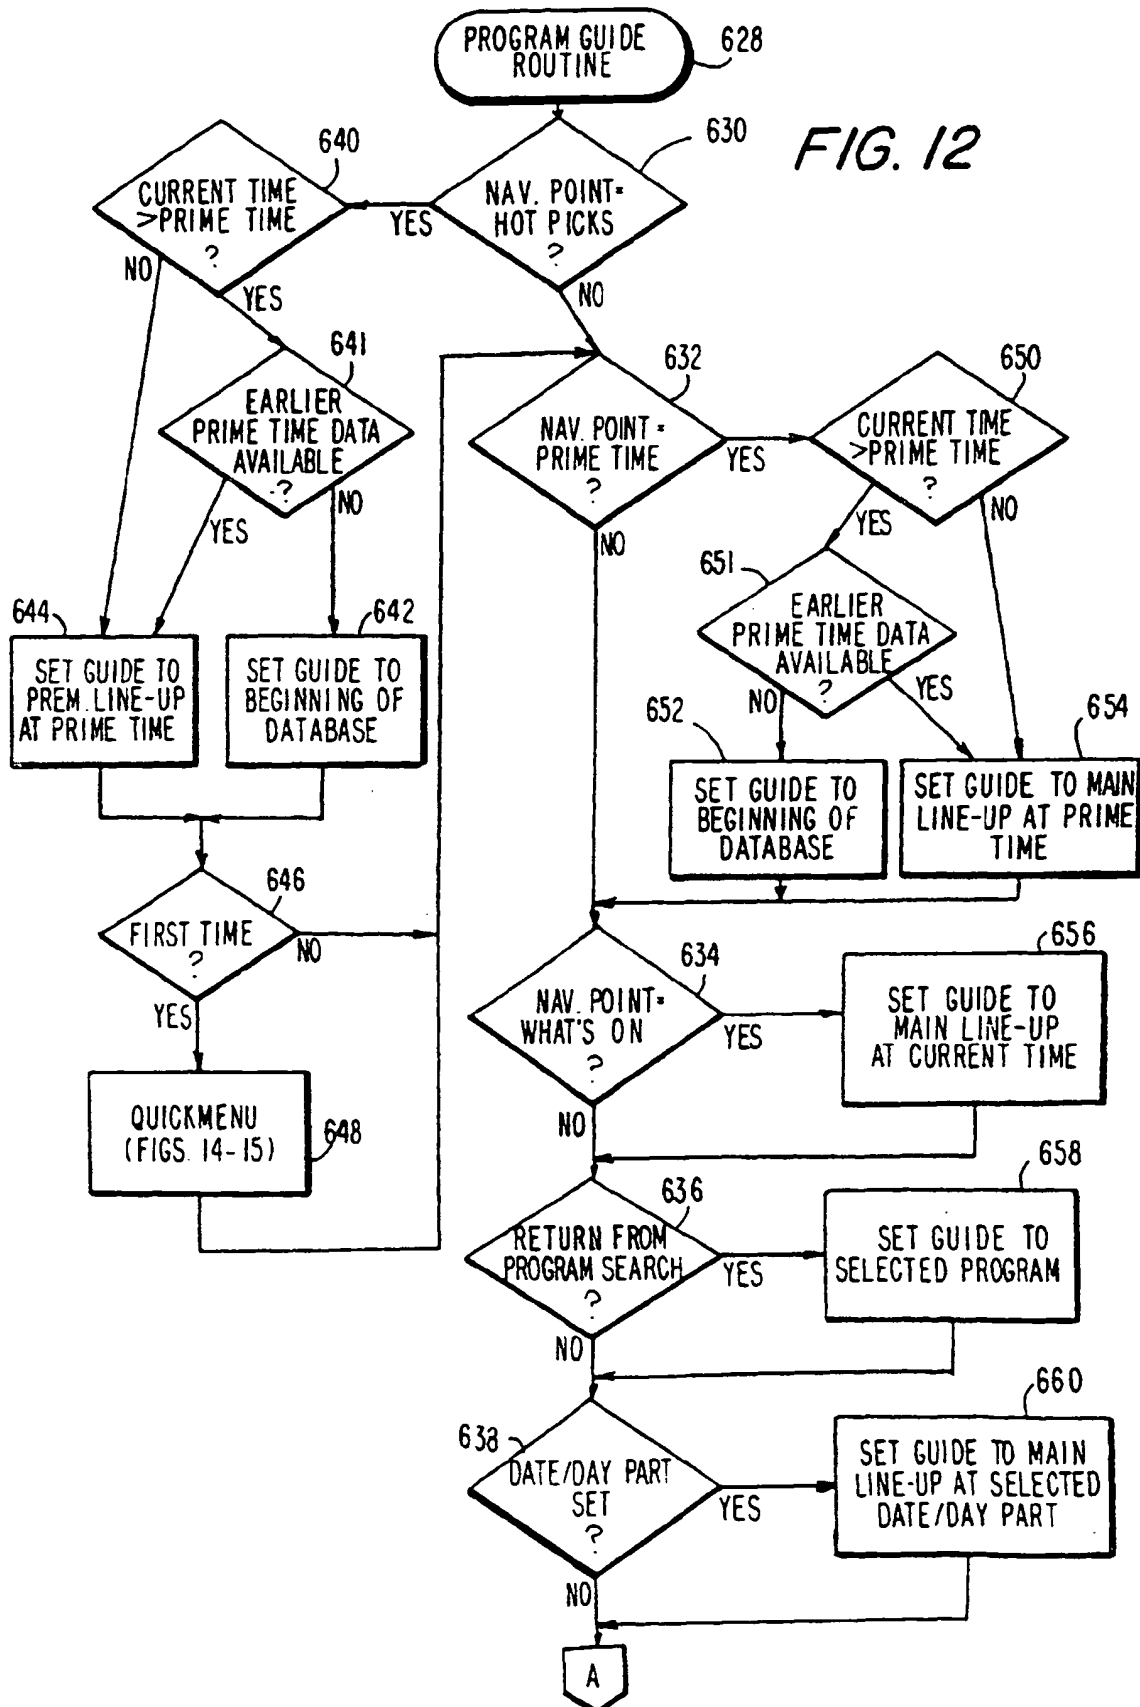 PROGRAM GUIDE
ROUTINE
628
FIG. 12
630
NAV. POINT=
HOT PICKS
?
YES
NO
640
CURRENT TIME
>PRIME TIME
?
NO
YES
641
EARLIER
PRIME TIME DATA
AVAILABLE
?
YES
NO
632
NAV. POINT =
PRIME TIME
?
YES
NO
650
CURRENT TIME
>PRIME TIME
?
YES
NO
651
EARLIER
PRIME TIME DATA
AVAILABLE
?
NO
YES
644
SET GUIDE TO
PREM. LINE-UP
AT PRIME TIME
642
SET GUIDE TO
BEGINNING OF
DATABASE
652
SET GUIDE TO
BEGINNING OF
DATABASE
654
SET GUIDE TO MAIN
LINE-UP AT PRIME
TIME
646
FIRST TIME
?
NO
YES
QUICKMENU
(FIGS. 14-15)
648
634
NAV. POINT=
WHAT'S ON
?
YES
NO
656
SET GUIDE TO
MAIN LINE-UP
AT CURRENT TIME
636
RETURN FROM
PROGRAM SEARCH
?
YES
NO
658
SET GUIDE TO
SELECTED PROGRAM
638
DATE/DAY PART
SET
?
YES
NO
660
SET GUIDE TO MAIN
LINE-UP AT SELECTED
DATE/DAY PART
A